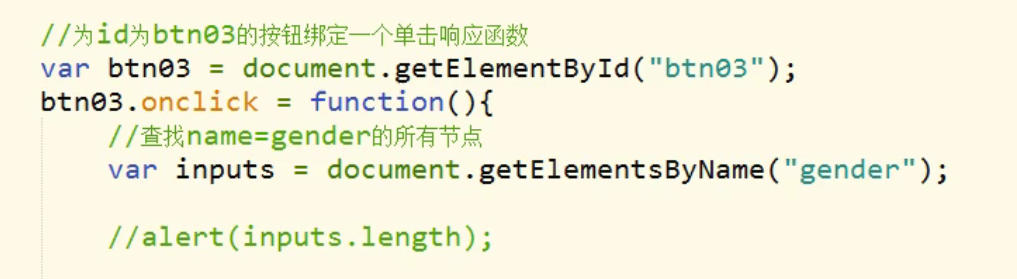 //为id为btn03的按钮绑定一个单击响应函数
var btn03 = document.getElementById("btn03");
btn03.onclick = function(){
//查找name=gender的所有节点
var inputs = document.getElementsByName("gender");
//alert(inputs.length);